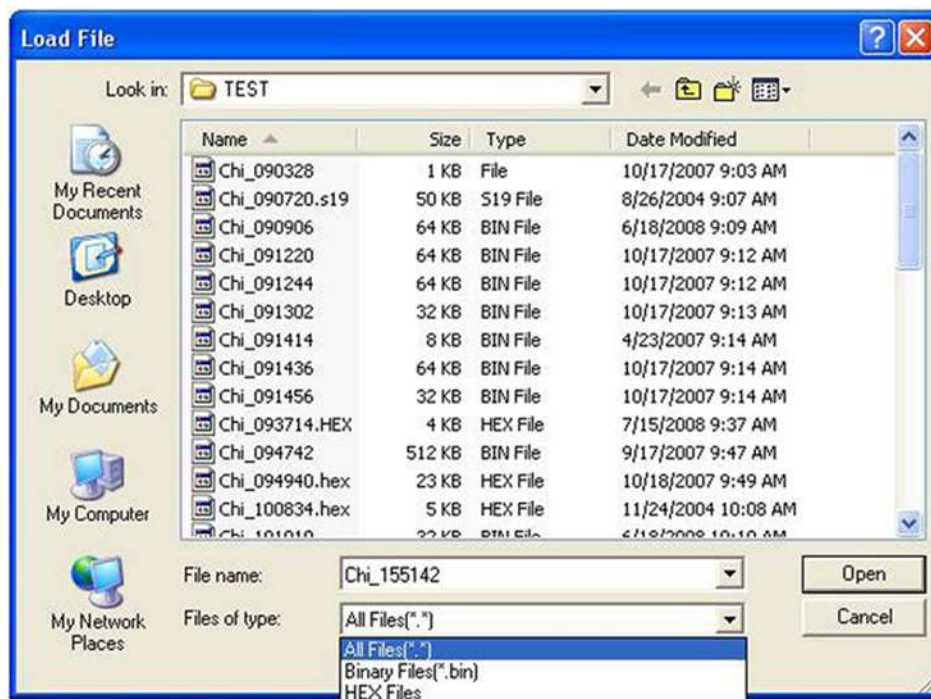 Load File
Look in: TEST
Name Size Type Date Modified
Chi_090328 1 KB File 10/17/2007 9:03 AM
Chi_090720.s19 50 KB S19 File 8/26/2004 9:07 AM
Chi_090906 64 KB BIN File 6/18/2008 9:09 AM
Chi_091220 64 KB BIN File 10/17/2007 9:12 AM
Chi_091244 64 KB BIN File 10/17/2007 9:12 AM
Chi_091302 32 KB BIN File 10/17/2007 9:13 AM
Chi_091414 8 KB BIN File 4/23/2007 9:14 AM
Chi_091436 64 KB BIN File 10/17/2007 9:14 AM
Chi_091456 32 KB BIN File 10/17/2007 9:14 AM
Chi_093714.HEX 4 KB HEX File 7/15/2008 9:37 AM
Chi_094742 512 KB BIN File 9/17/2007 9:47 AM
Chi_094940.hex 23 KB HEX File 10/18/2007 9:49 AM
Chi_100834.hex 5 KB HEX File 11/24/2004 10:08 AM
My Recent
Documents
Desktop
My Documents
My Computer
My Network
Places
File name: Chi_155142 Open
Files of type: All Files(*.*) Cancel
All Files(*.*)
Binary Files(*.bin)
HEX Files